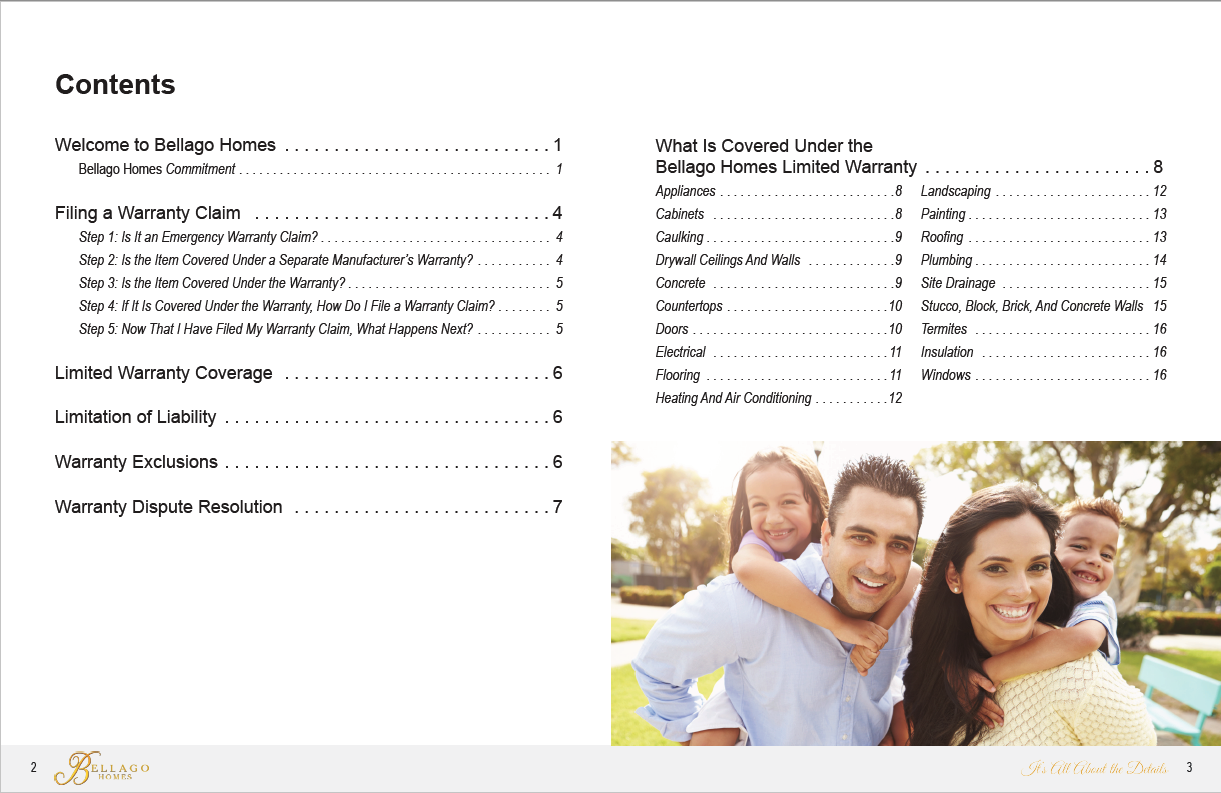 Contents
Welcome to Bellago Homes . . . . . . . . . . . . . . . . . . . . . . . . . . . 1
Bellago Homes Commitment . . . . . . . . . . . . . . . . . . . . . . . . . . . . . . . . . . . . . . . . . . . . . . 1
Filing a Warranty Claim . . . . . . . . . . . . . . . . . . . . . . . . . . . . . . 4
Step 1: Is It an Emergency Warranty Claim? . . . . . . . . . . . . . . . . . . . . . . . . . . . . . . . . . . 4
Step 2: Is the Item Covered Under a Separate Manufacturer’s Warranty? . . . . . . . . . . . 4
Step 3: Is the Item Covered Under the Warranty? . . . . . . . . . . . . . . . . . . . . . . . . . . . . . . 5
Step 4: If It Is Covered Under the Warranty, How Do I File a Warranty Claim? . . . . . . . . 5
Step 5: Now That I Have Filed My Warranty Claim, What Happens Next? . . . . . . . . . . . 5
Limited Warranty Coverage . . . . . . . . . . . . . . . . . . . . . . . . . . . 6
Limitation of Liability . . . . . . . . . . . . . . . . . . . . . . . . . . . . . . . . . 6
Warranty Exclusions . . . . . . . . . . . . . . . . . . . . . . . . . . . . . . . . . 6
Warranty Dispute Resolution . . . . . . . . . . . . . . . . . . . . . . . . . . 7
2
BELLAGO
HOMES
What Is Covered Under the
Bellago Homes Limited Warranty . . . . . . . . . . . . . . . . . . . . . . . 8
Appliances . . . . . . . . . . . . . . . . . . . . . . . . . . 8
Cabinets . . . . . . . . . . . . . . . . . . . . . . . . . . . 8
Caulking . . . . . . . . . . . . . . . . . . . . . . . . . . . . 9
Drywall Ceilings And Walls . . . . . . . . . . . . . 9
Concrete . . . . . . . . . . . . . . . . . . . . . . . . . . . 9
Countertops . . . . . . . . . . . . . . . . . . . . . . . . 10
Doors . . . . . . . . . . . . . . . . . . . . . . . . . . . . . 10
Electrical . . . . . . . . . . . . . . . . . . . . . . . . . . 11
Flooring . . . . . . . . . . . . . . . . . . . . . . . . . . . 11
Heating And Air Conditioning . . . . . . . . . . . 12
Landscaping . . . . . . . . . . . . . . . . . . . . . . . 12
Painting . . . . . . . . . . . . . . . . . . . . . . . . . . . 13
Roofing . . . . . . . . . . . . . . . . . . . . . . . . . . . 13
Plumbing . . . . . . . . . . . . . . . . . . . . . . . . . . 14
Site Drainage . . . . . . . . . . . . . . . . . . . . . . 15
Stucco, Block, Brick, And Concrete Walls 15
Termites . . . . . . . . . . . . . . . . . . . . . . . . . . 16
Insulation . . . . . . . . . . . . . . . . . . . . . . . . . 16
Windows . . . . . . . . . . . . . . . . . . . . . . . . . . 16
It's All About the Details
3